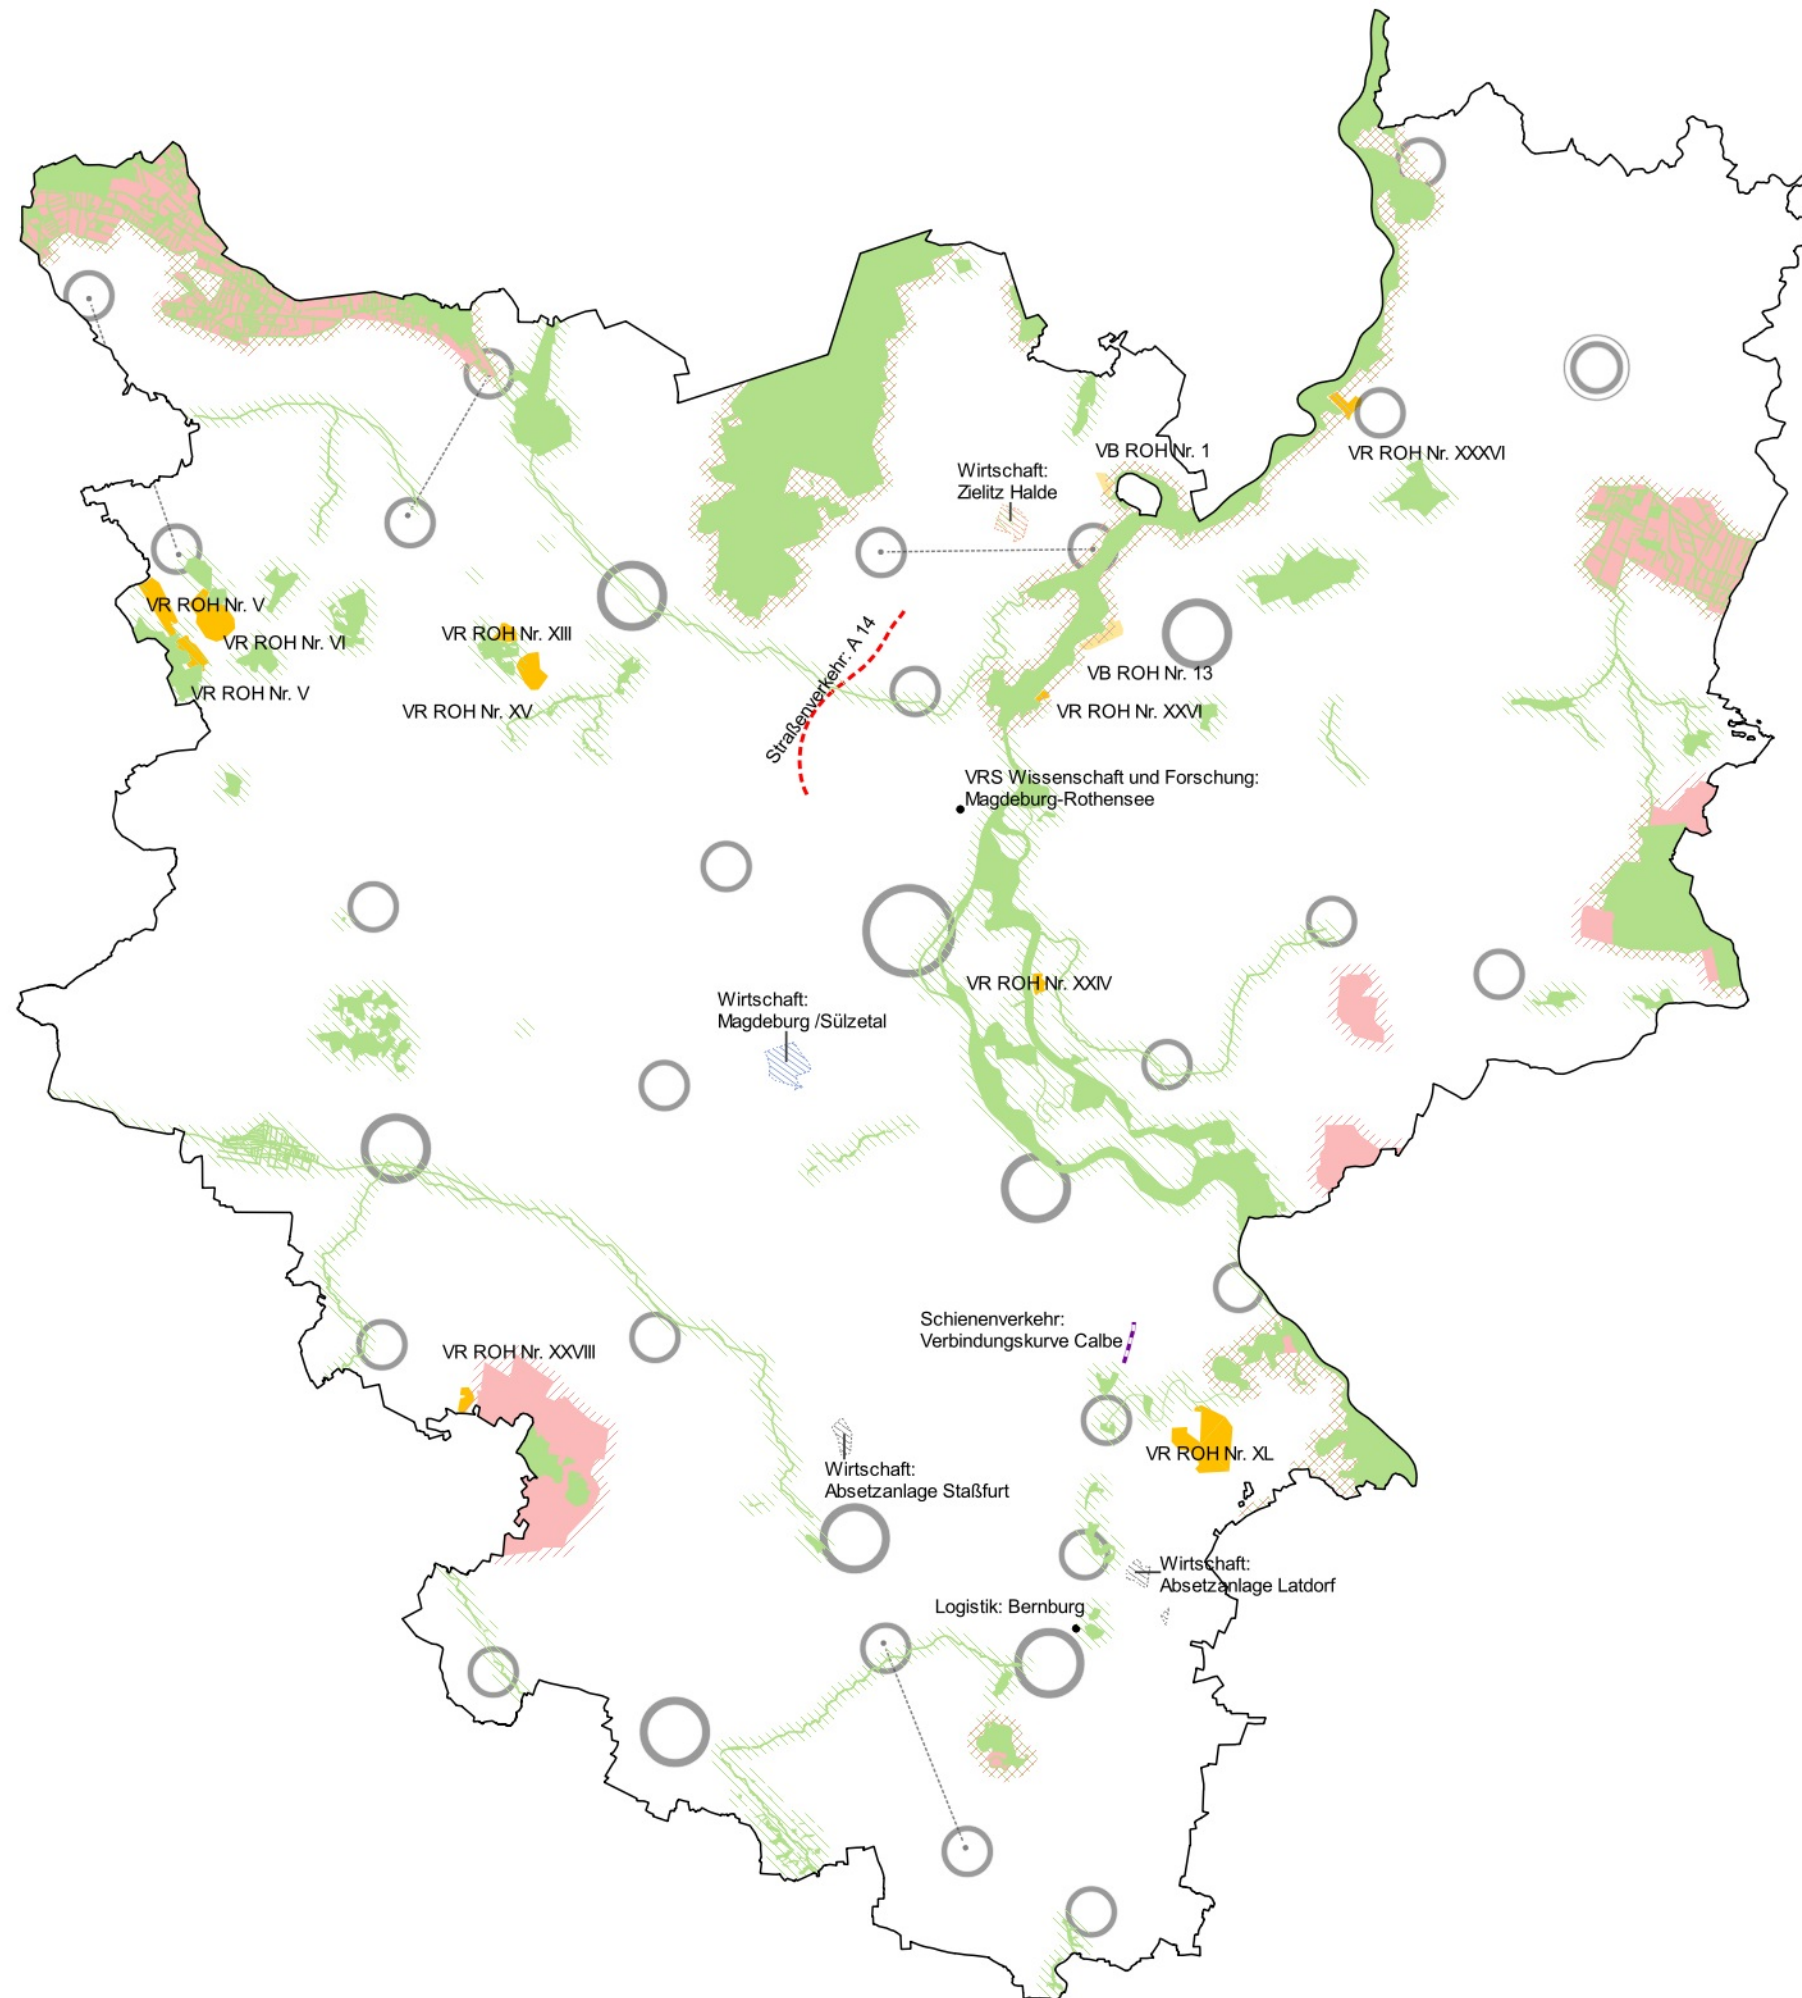 VB ROH Nr. 1
VR ROH Nr. XXXVI
Wirtschaft:
Zielitz Halde
VR ROH Nr. V
VR ROH Nr. VI
VR ROH Nr. XIII
VR ROH Nr. V
VR ROH Nr. XV
Straßenverkehr: A 14
VB ROH Nr. 13
VR ROH Nr. XXVI
VRS Wissenschaft und Forschung:
Magdeburg-Rothensee
VR ROH Nr. XXIV
Wirtschaft:
Magdeburg /Sülzetal
Schienenverkehr:
Verbindungskurve Calbe
VR ROH Nr. XXVIII
VR ROH Nr. XL
Wirtschaft:
Absetzanlage Staßfurt
Wirtschaft:
Absetzanlage Latdorf
Logistik: Bernburg